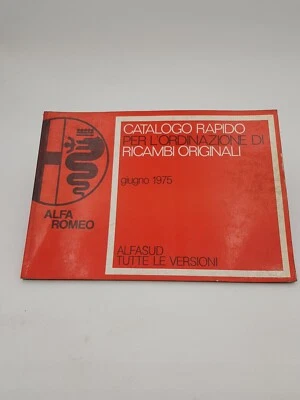 CATALOGO RAPIDO
PER L'ORDINAZIONE DI
RICAMBI ORIGINALI
giugno 1975
ALFA
ROMEO
ALFASUD
TUTTE LE VERSIONI